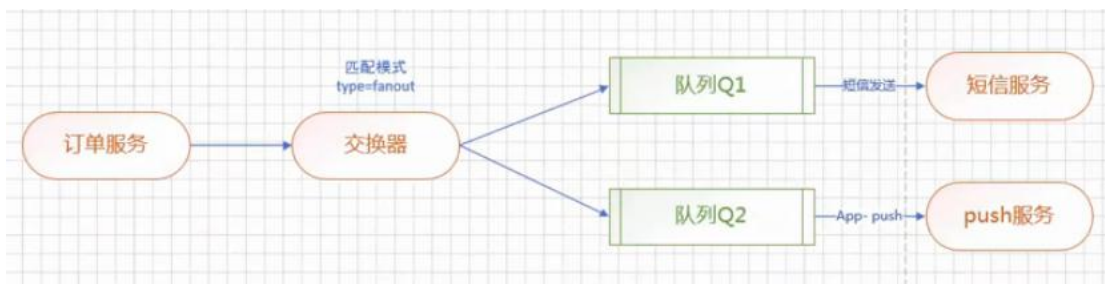 匹配模式
type=fanout
订单服务
交换器
队列Q1
短信发送
短信服务
队列Q2
App- push
push服务